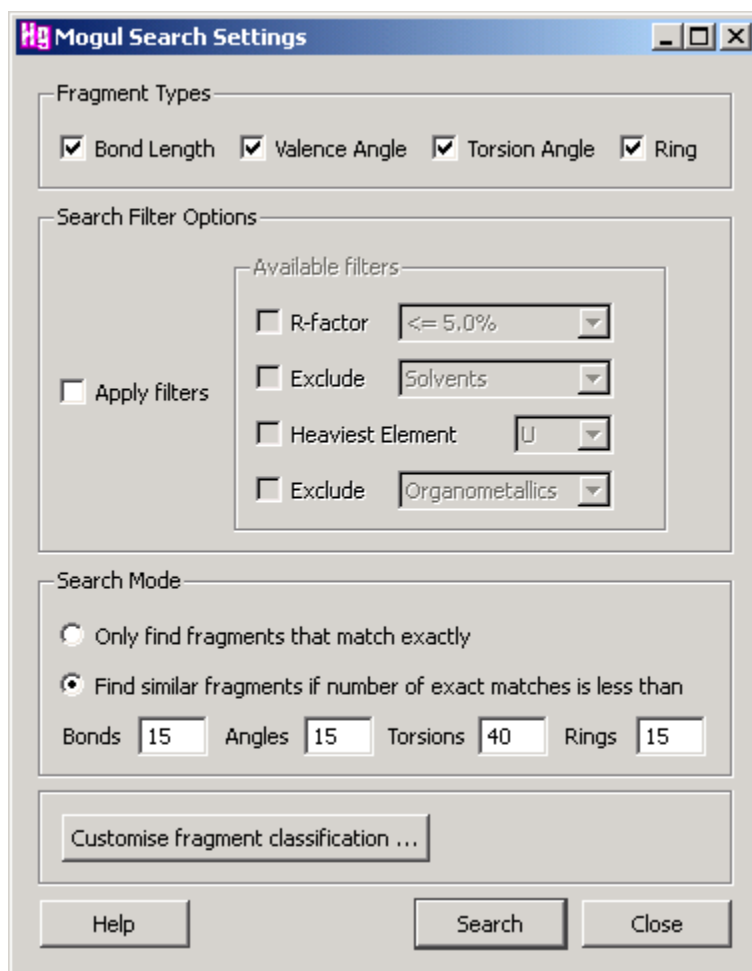 Hg Mogul Search Settings
Fragment Types
Bond Length Valence Angle Torsion Angle Ring
Search Filter Options
Available filters
R-factor <= 5.0%
Exclude Solvents
Apply filters
Heaviest Element U
Exclude Organometallics
Search Mode
Only find fragments that match exactly
Find similar fragments if number of exact matches is less than
Bonds 15 Angles 15 Torsions 40 Rings 15
Customise fragment classification ...
Help Search Close